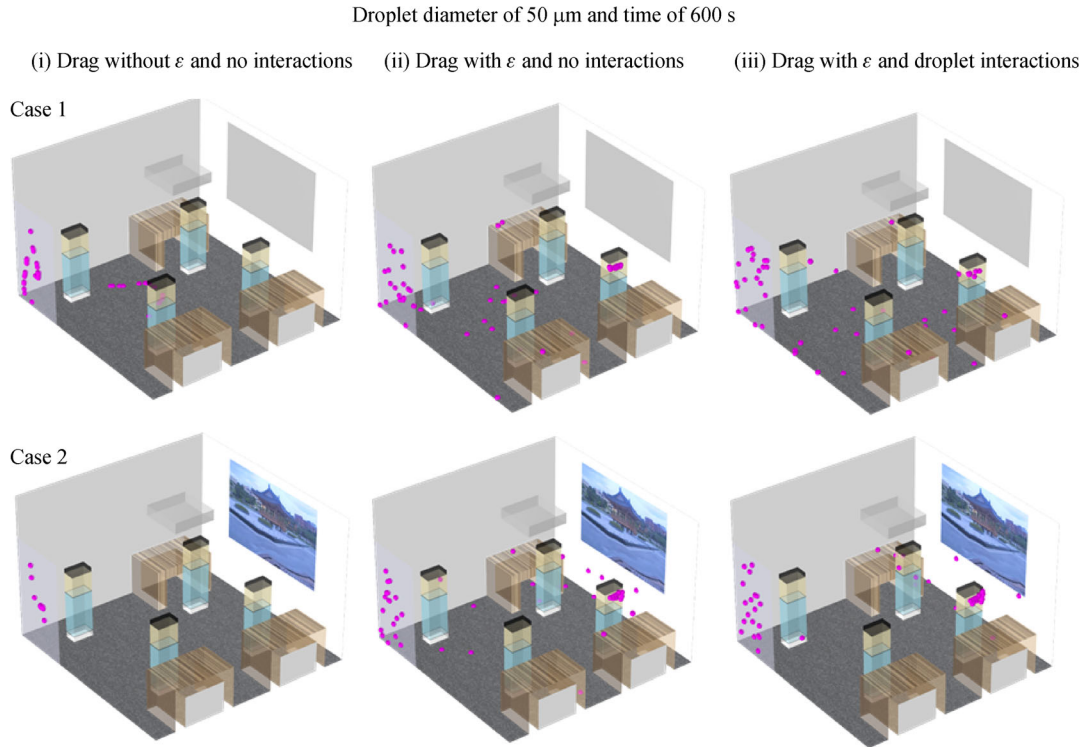 Droplet diameter of 50 μm and time of 600 s
(i) Drag without ε and no interactions
(ii) Drag with ε and no interactions
(iii) Drag with ε and droplet interactions
Case 1
Case 2